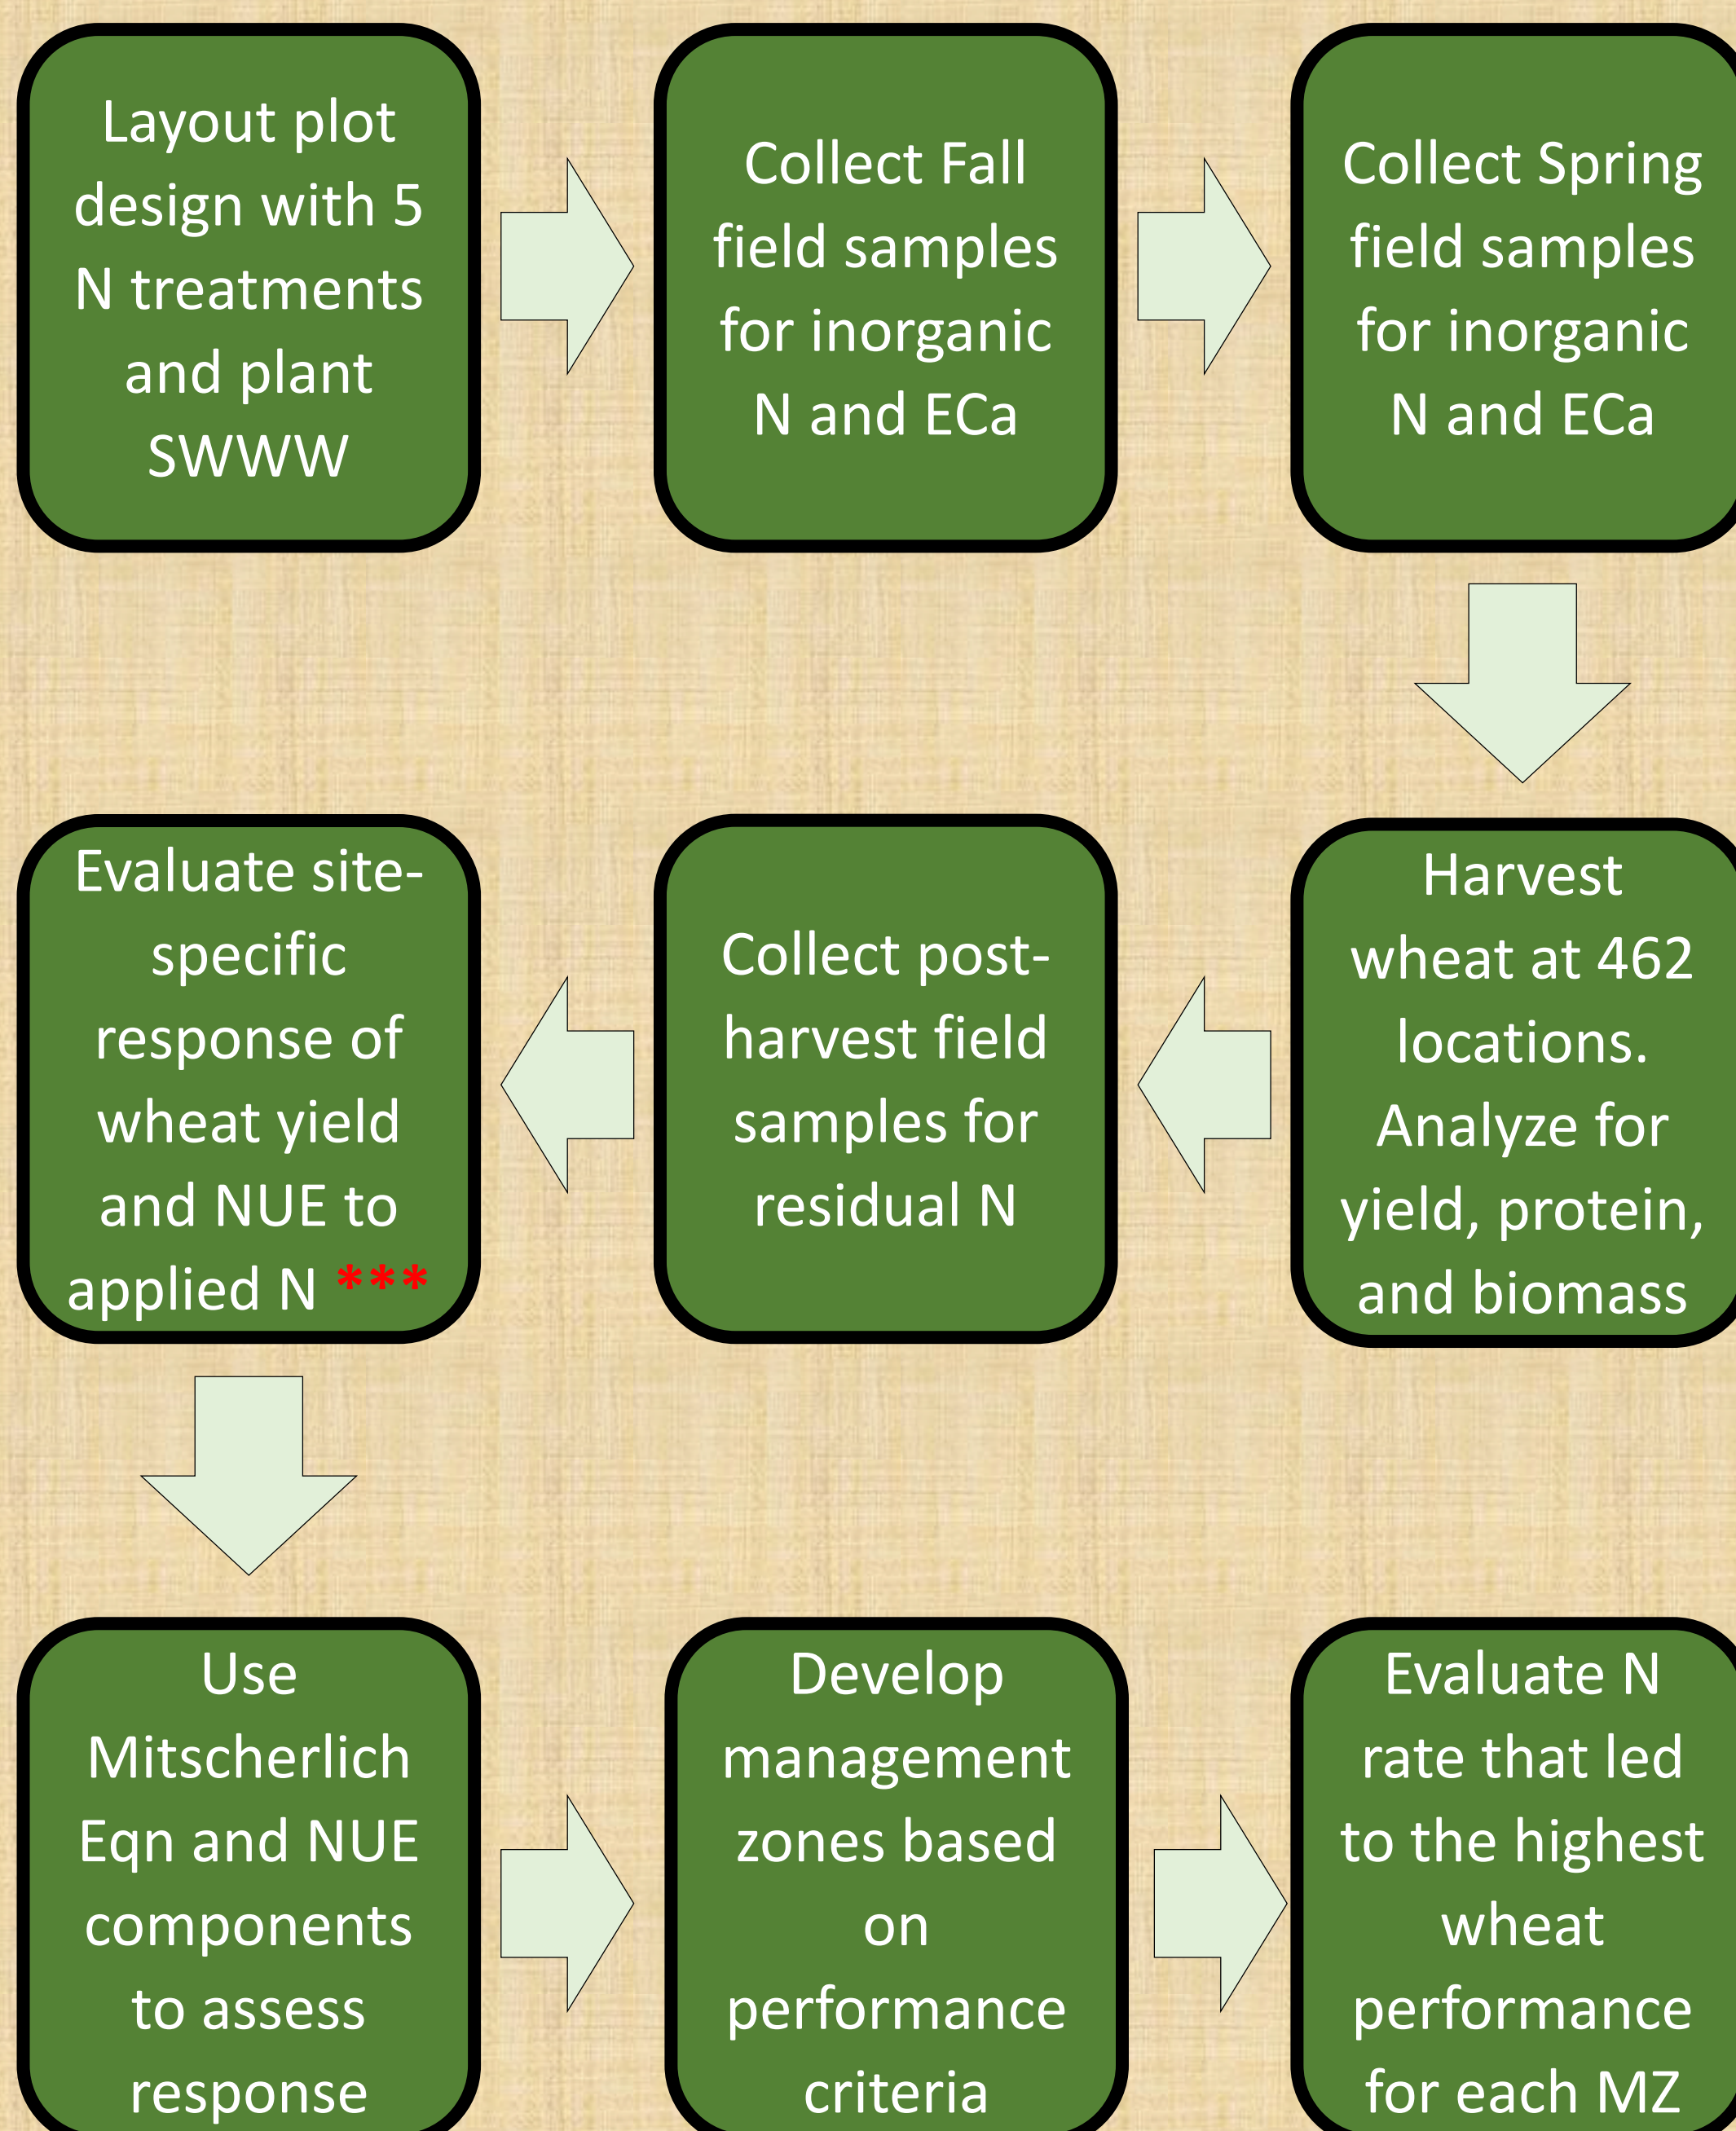 Layout plot
design with 5
N treatments
and plant
SWWW
Collect Fall
field samples
for inorganic
N and ECa
Collect Spring
field samples
for inorganic
N and ECa
Harvest
wheat at 462
locations.
Analyze for
yield, protein,
and biomass
Collect post-
harvest field
samples for
residual N
Evaluate site-
specific
response of
wheat yield
and NUE to
applied N ***
Use
Mitscherlich
Eqn and NUE
components
to assess
response
Develop
management
zones based
on
performance
criteria
Evaluate N
rate that led
to the highest
wheat
performance
for each MZ